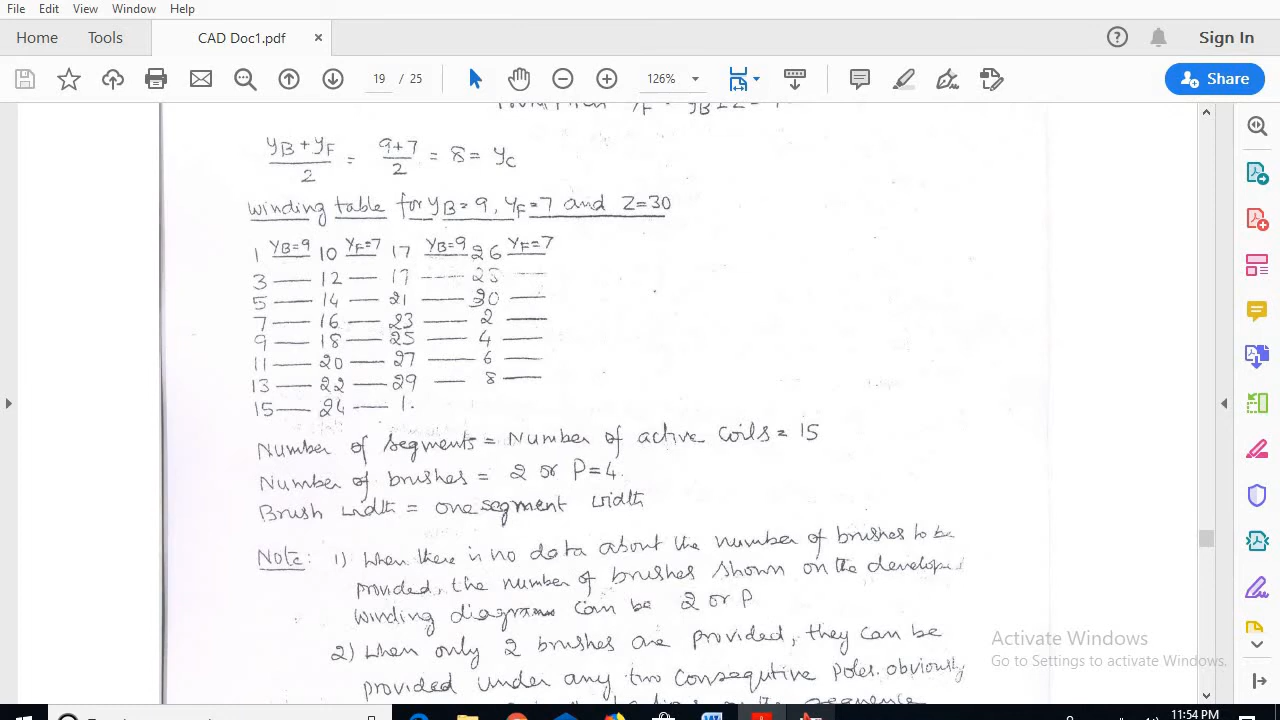 File Edit View Window Help
Home Tools CAD Doc1.pdf × Sign In
19 / 25 126% Share
yB + yF / 2 = 9+7 / 2 = 8 = yC
Winding table for yB = 9, yF = 7 and Z=30
1 yB=9 10 yF=7 17 yB=9 26 yF=7
3 — 12 — 17 --- 28 --
5 — 14 — 21 — 30 —
7 — 16 — 23 — 2 —
9 — 18 — 25 — 4 —
11 — 20 — 27 — 6 —
13 — 22 — 29 — 8 —
15 — 24 — 1.
Number of segments = Number of active coils = 15
Number of brushes = 2 or P=4.
Brush width = one segment width
Note: 1) When there is no data about the number of brushes to be
provided, the number of brushes shown on the develope
winding diagram can be 2 or P
2) When only 2 brushes are provided, they can be
provided under any two consequtive poles. obviously
sequence
Activate Windows
Go to Settings to activate Windows.
11:54 PM